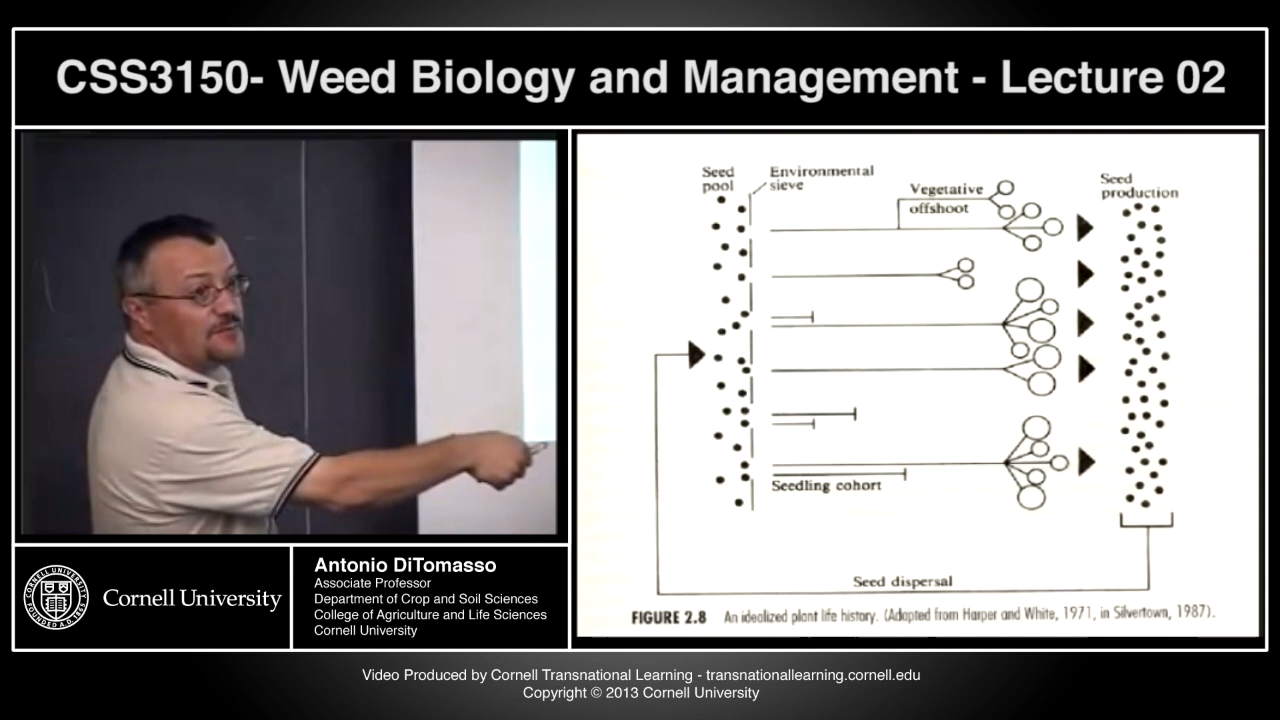 CSS3150- Weed Biology and Management - Lecture 02
Seed
pool
Environmental
sieve
Vegetative
offshoot
Seed
production
Seedling cohort
Seed dispersal
FIGURE 2.8 An idealized plant life history. (Adapted from Harper and White, 1971, in Silvertown, 1987).
Cornell University
Antonio DiTomasso
Associate Professor
Department of Crop and Soil Sciences
College of Agriculture and Life Sciences
Cornell University
Video Produced by Cornell Transnational Learning - transnationallearning.cornell.edu
Copyright © 2013 Cornell University